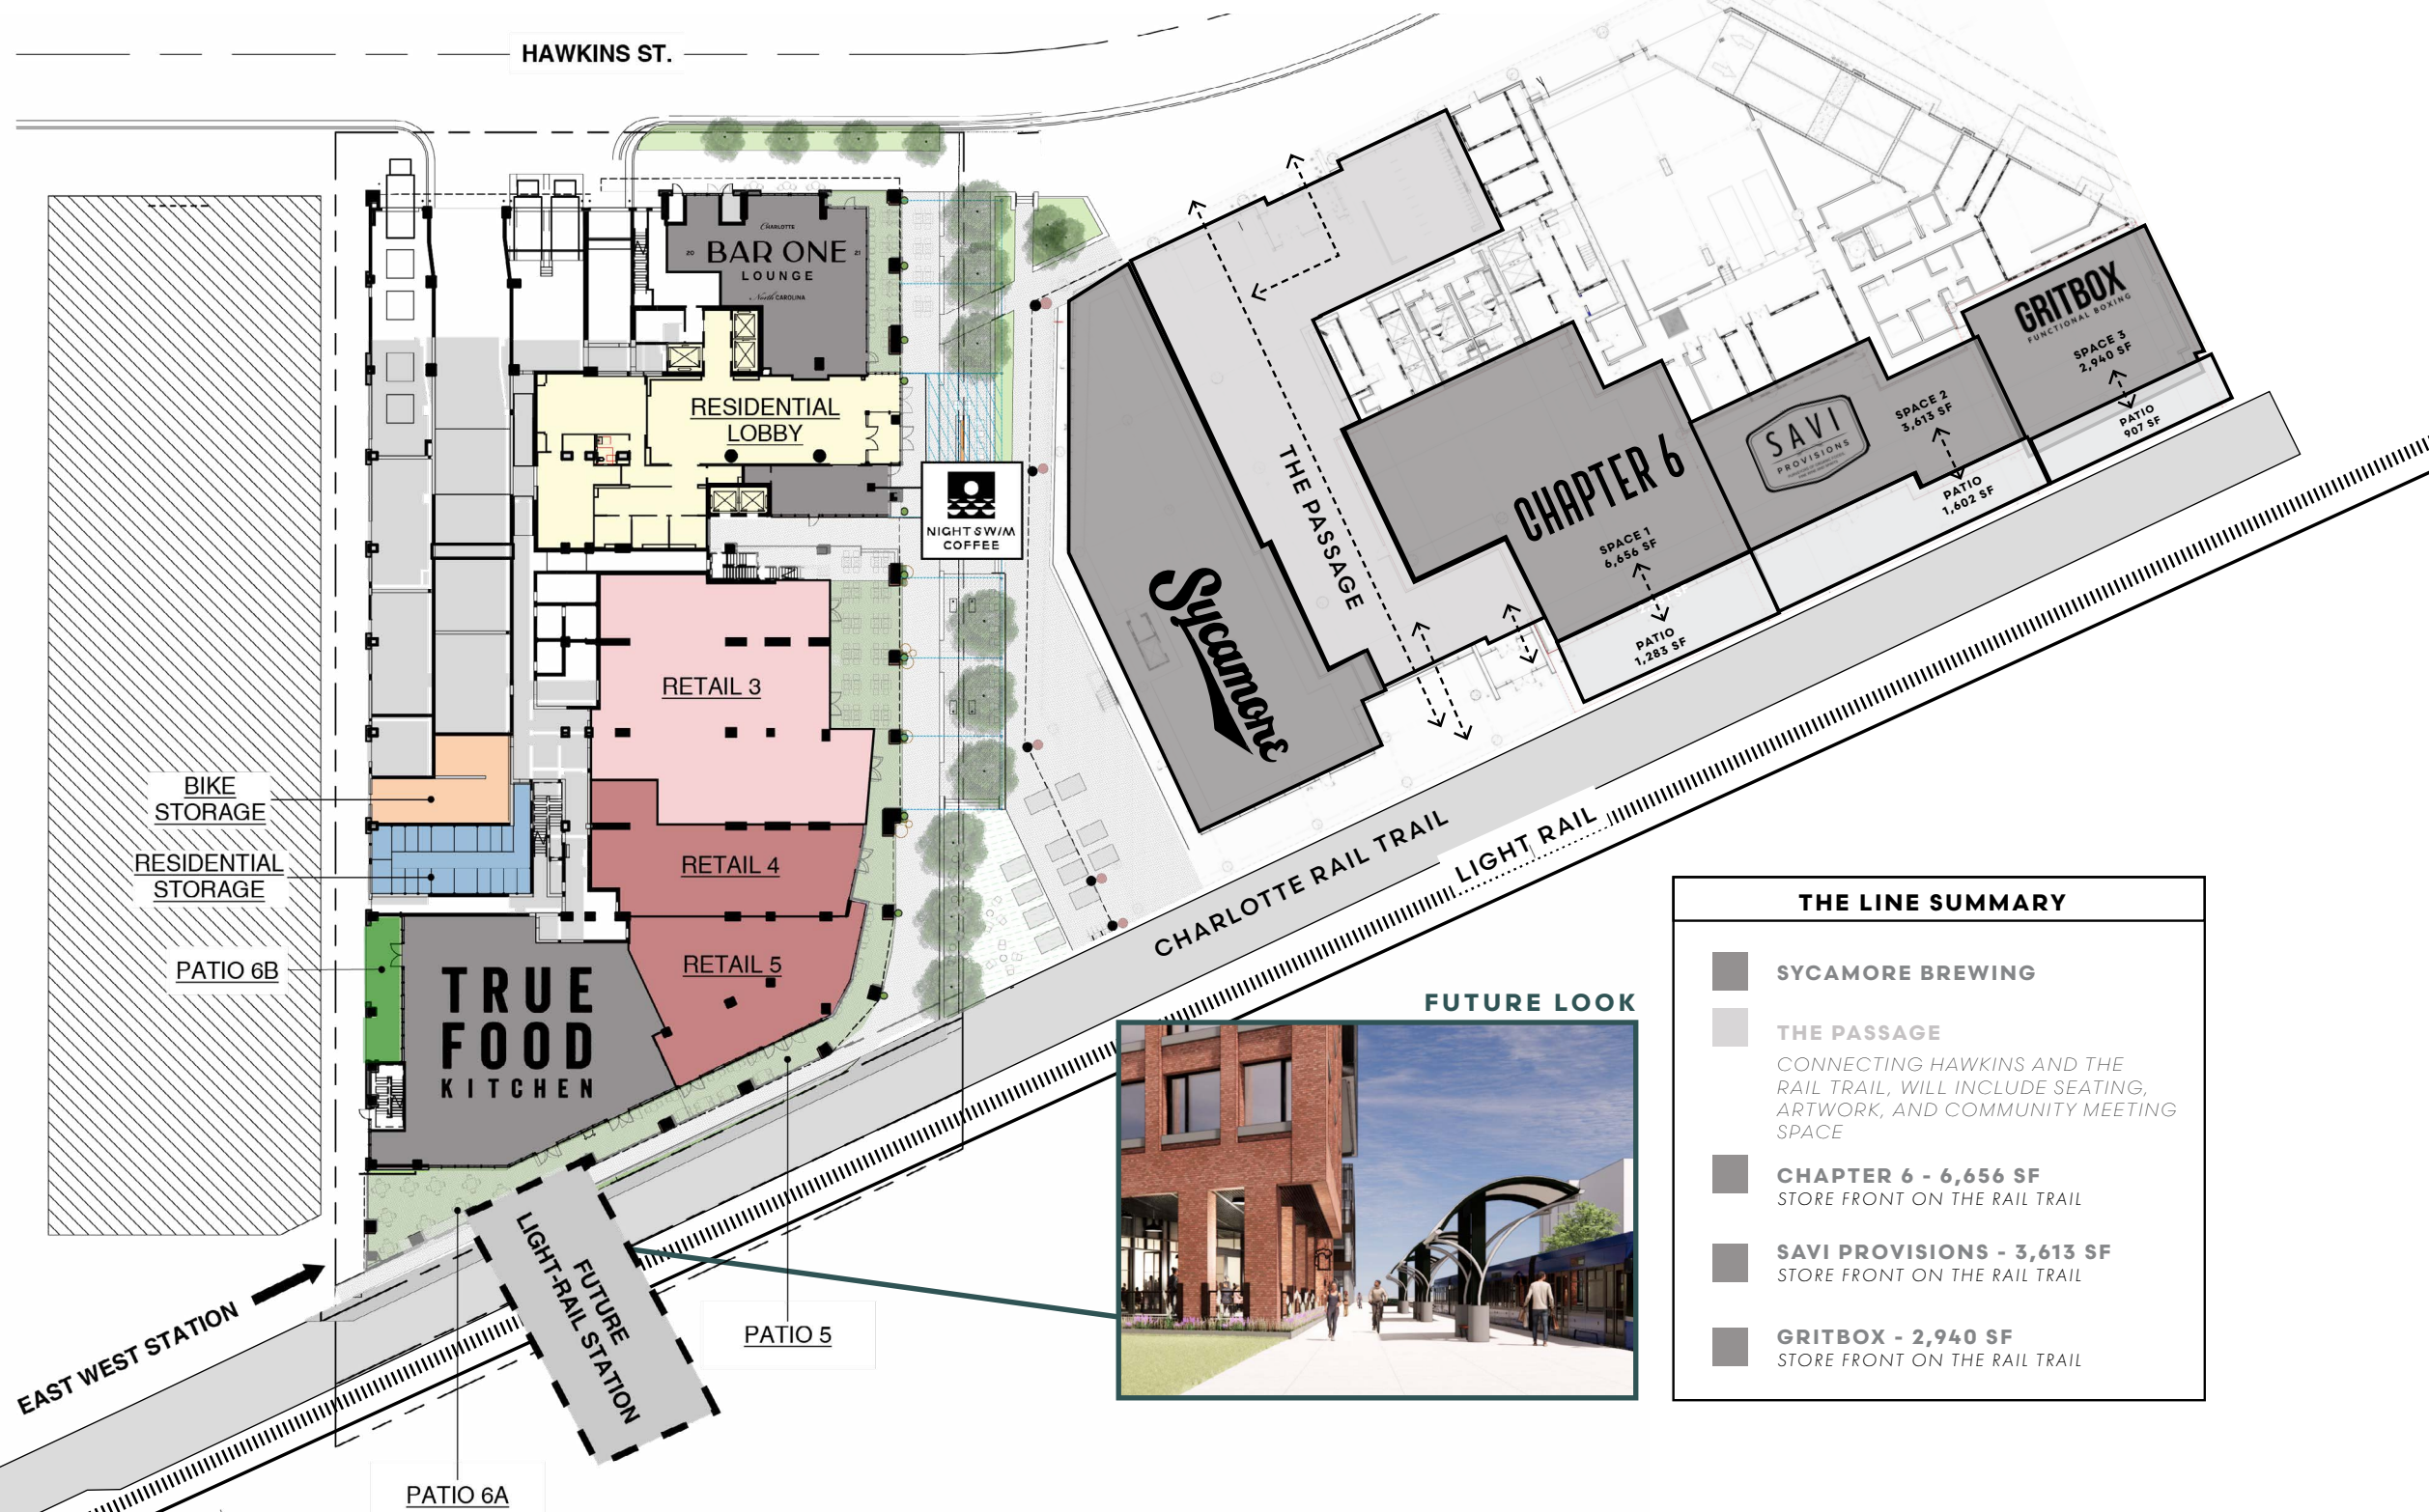 HAWKINS ST.
CHARLOTTE
20 BAR ONE 21
LOUNGE
North CAROLINA
RESIDENTIAL
LOBBY
NIGHT SWIM
COFFEE
RETAIL 3
RETAIL 4
RETAIL 5
BIKE
STORAGE
RESIDENTIAL
STORAGE
PATIO 6B
TRUE
FOOD
KITCHEN
PATIO 5
PATIO 6A
EAST WEST STATION
FUTURE
LIGHT-RAIL STATION
Sycamore
THE PASSAGE
CHAPTER 6
SPACE 1
6,656 SF
PATIO
1,283 SF
SAVI
PROVISIONS
SPACE 2
3,613 SF
PATIO
1,602 SF
GRITBOX
FUNCTIONAL BOXING
SPACE 3
2,940 SF
PATIO
907 SF
CHARLOTTE RAIL TRAIL
LIGHT RAIL
FUTURE LOOK
THE LINE SUMMARY
SYCAMORE BREWING
THE PASSAGE
CONNECTING HAWKINS AND THE
RAIL TRAIL, WILL INCLUDE SEATING,
ARTWORK, AND COMMUNITY MEETING
SPACE
CHAPTER 6 - 6,656 SF
STORE FRONT ON THE RAIL TRAIL
SAVI PROVISIONS - 3,613 SF
STORE FRONT ON THE RAIL TRAIL
GRITBOX - 2,940 SF
STORE FRONT ON THE RAIL TRAIL